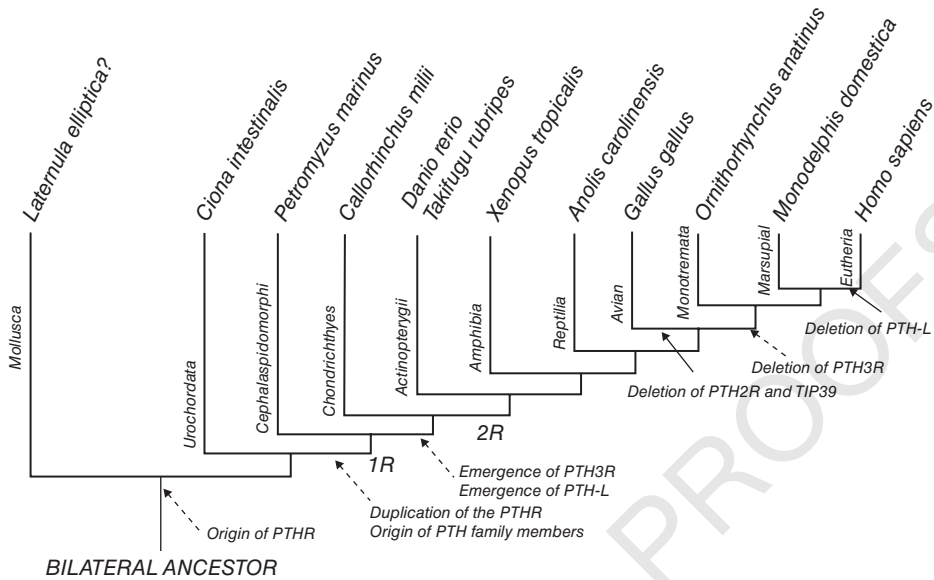 Laternula elliptica?
Ciona intestinalis
Petromyzus marinus
Callorhinchus milii
Danio rerio
Takifugu rubripes
Xenopus tropicalis
Anolis carolinensis
Gallus gallus
Ornithorhynchus anatinus
Monodelphis domestica
Homo sapiens
Mollusca
Urochordata
Cephalaspidomorphi
Chondrichthyes
Actinopterygii
Amphibia
Reptilia
Avian
Monotremata
Marsupial
Eutheria
Deletion of PTH-L
Deletion of PTH3R
Deletion of PTH2R and TIP39
2R
1R
Emergence of PTH3R
Emergence of PTH-L
Duplication of the PTHR
Origin of PTH family members
Origin of PTHR
BILATERAL ANCESTOR
PROOFS